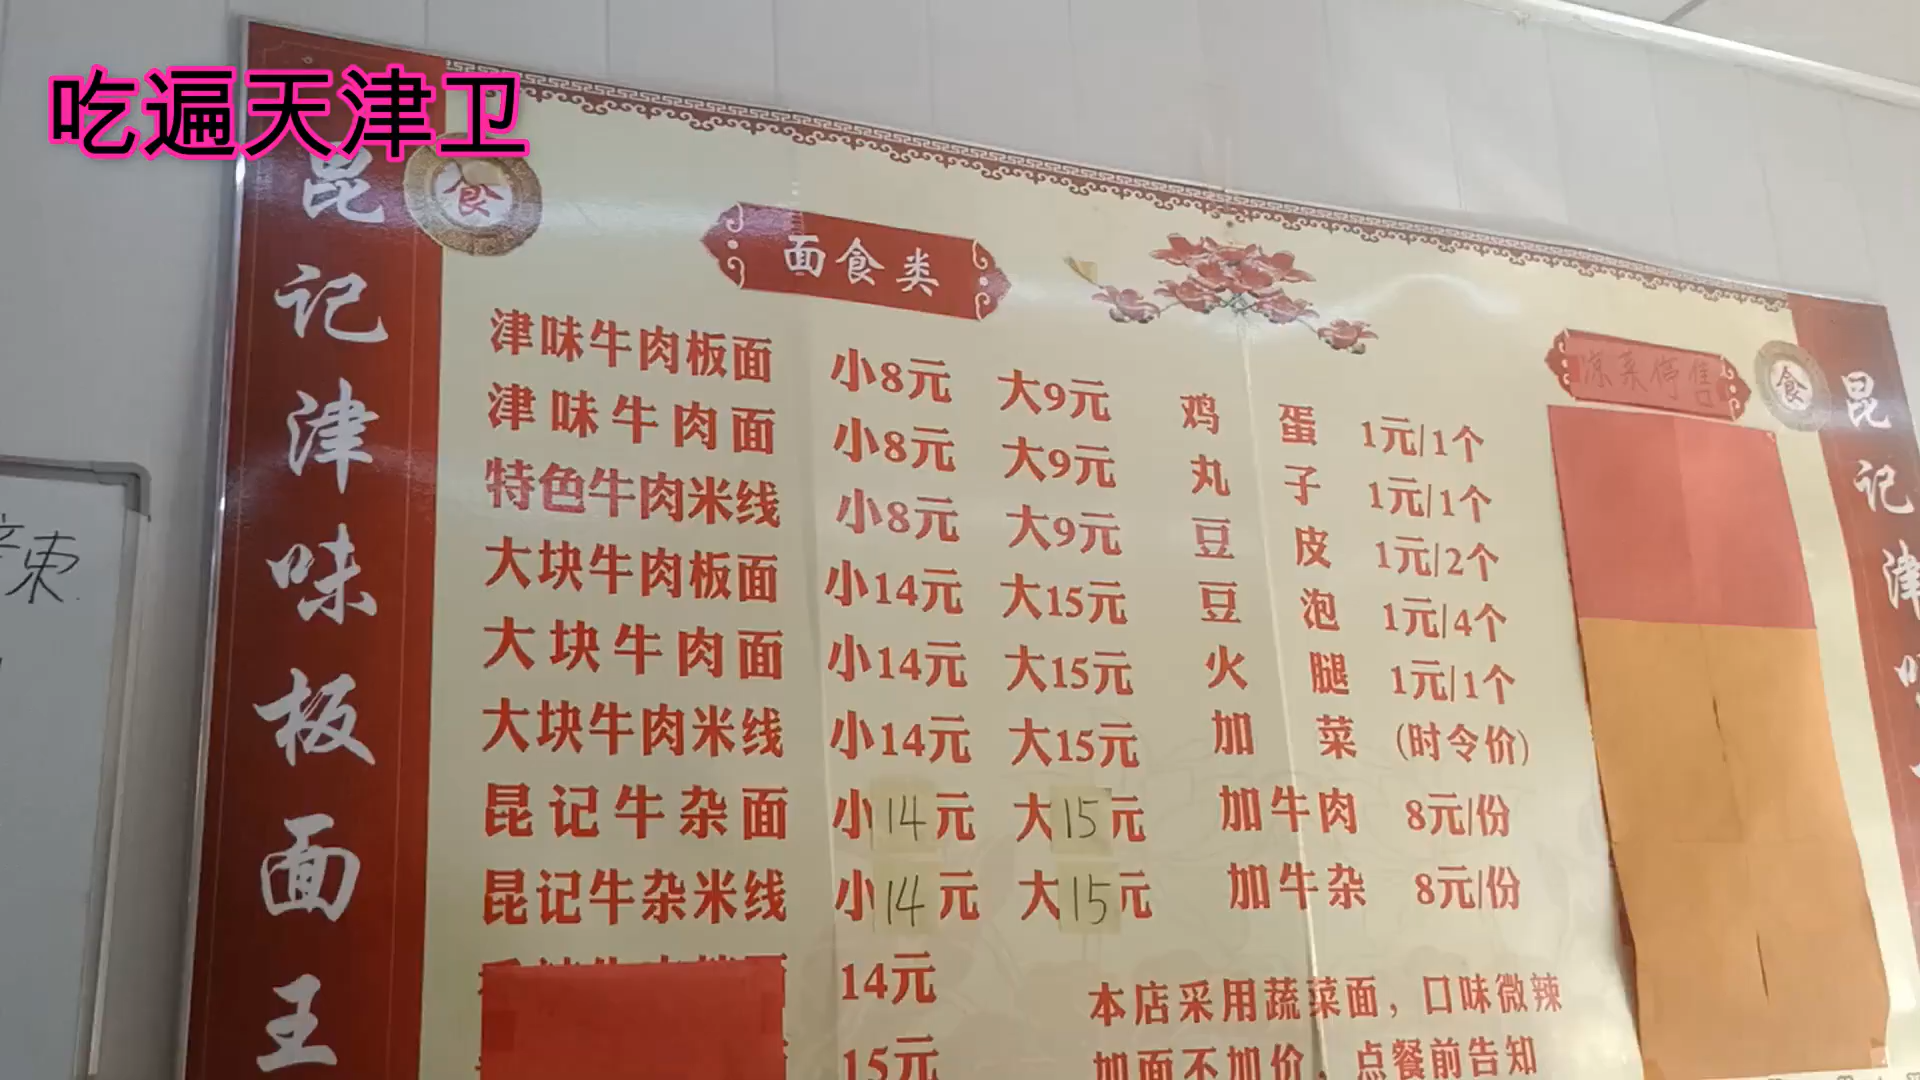 吃遍天津卫
昆记津味板面王
食
面食类
津味牛肉板面 小8元 大9元
津味牛肉面 小8元 大9元
特色牛肉米线 小8元 大9元
大块牛肉板面 小14元 大15元
大块牛肉面 小14元 大15元
大块牛肉米线 小14元 大15元
昆记牛杂面 小14元 大15元
昆记牛杂米线 小14元 大15元
14元
15元
鸡蛋 1元/1个
丸子 1元/1个
豆皮 1元/2个
豆泡 1元/4个
火腿 1元/1个
加菜 (时令价)
加牛肉 8元/份
加牛杂 8元/份
本店采用蔬菜面，口味微辣
加面不加价，点餐前告知
凉菜停售
食
昆记津味